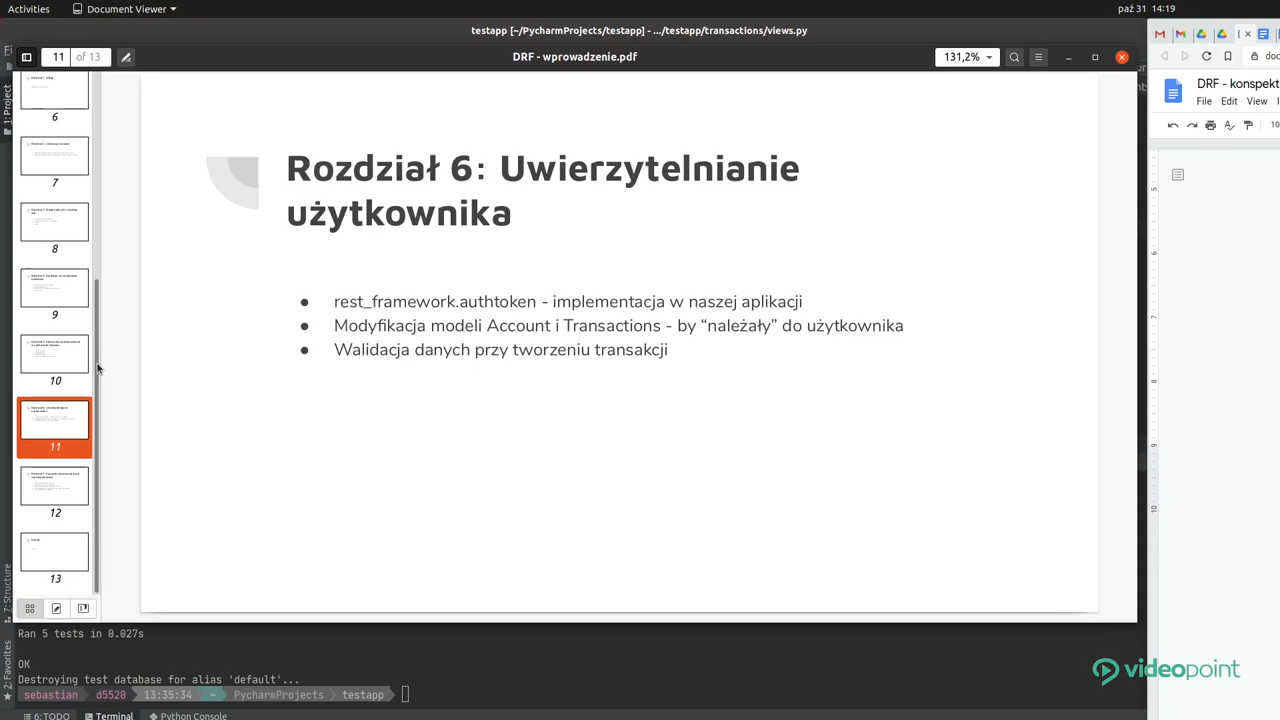 Activities
Document Viewer
paź 31 14:19
testapp [~/PycharmProjects/testapp] - .../testapp/transactions/views.py
11 of 13
DRF - wprowadzenie.pdf
131,2%
DRF - konspekt
File Edit View
Rozdział 6: Uwierzytelnianie
użytkownika
● rest_framework.authtoken - implementacja w naszej aplikacji
● Modyfikacja modeli Account i Transactions - by “należały” do użytkownika
● Walidacja danych przy tworzeniu transakcji
6
7
8
9
10
11
12
13
1: Project
7: Structure
2: Favorites
Ran 5 tests in 0.027s
OK
Destroying test database for alias 'default'...
sebastian d5520 13:35:34 ~ PycharmProjects testapp
6: TODO Terminal Python Console
videopoint